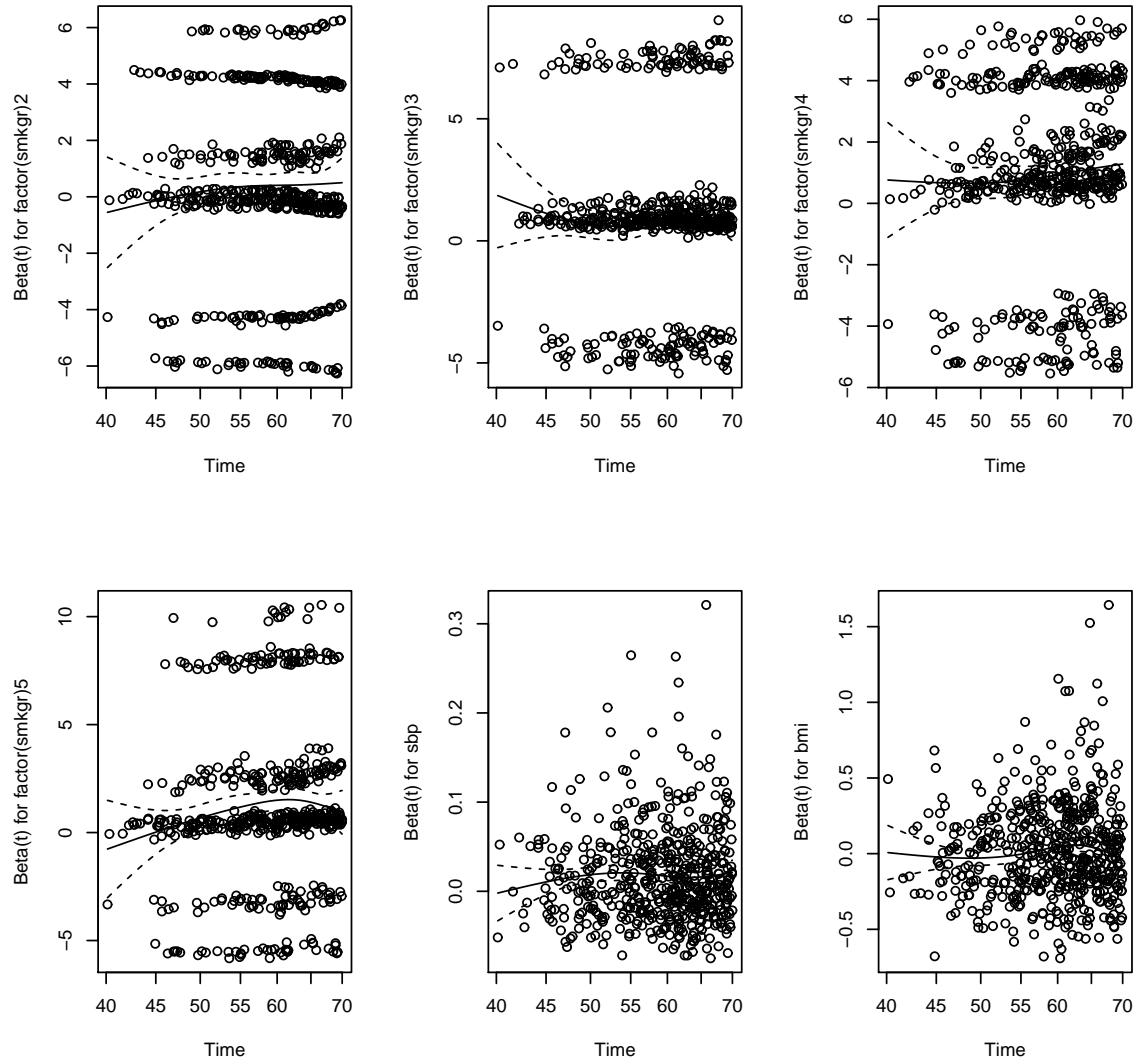 Beta(t) for factor(smkgr)2
6
4
2
0
−2
−4
−6
40 45 50 55 60 70
Time
Beta(t) for factor(smkgr)3
5
0
−5
40 45 50 55 60 70
Time
Beta(t) for factor(smkgr)4
6
4
2
0
−2
−4
−6
40 45 50 55 60 70
Time
Beta(t) for factor(smkgr)5
10
5
0
−5
40 45 50 55 60 70
Time
Beta(t) for sbp
0.3
0.2
0.1
0.0
40 45 50 55 60 70
Time
Beta(t) for bmi
1.5
1.0
0.5
0.0
−0.5
40 45 50 55 60 70
Time